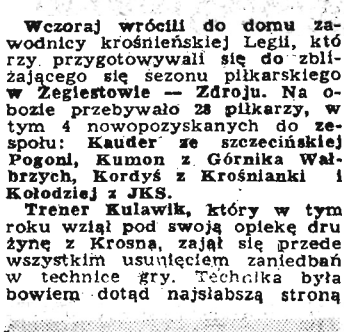 Wczoraj wrócili do domu za-
wodnicy krośnieńskiej Legii, któ
rzy przygotowywali się do zbli-
żającego się sezonu piłkarskiego
w Żegiestowie — Zdroju. Na o-
bozie przebywało 28 piłkarzy, w
tym 4 nowopozyskanych do ze-
społu: Kauder ze szczecińskiej
Pogoni, Kumon z Górnika Wał-
brzych, Kordyś z Krośnianki i
Kołodziej z JKS.
Trener Kulawik, który w tym
roku wziął pod swoją opiekę dru
żynę z Krosna, zajął się przede
wszystkim usunięciem zaniedbań
w technice gry. Technika była
bowiem dotąd najsłabszą stroną